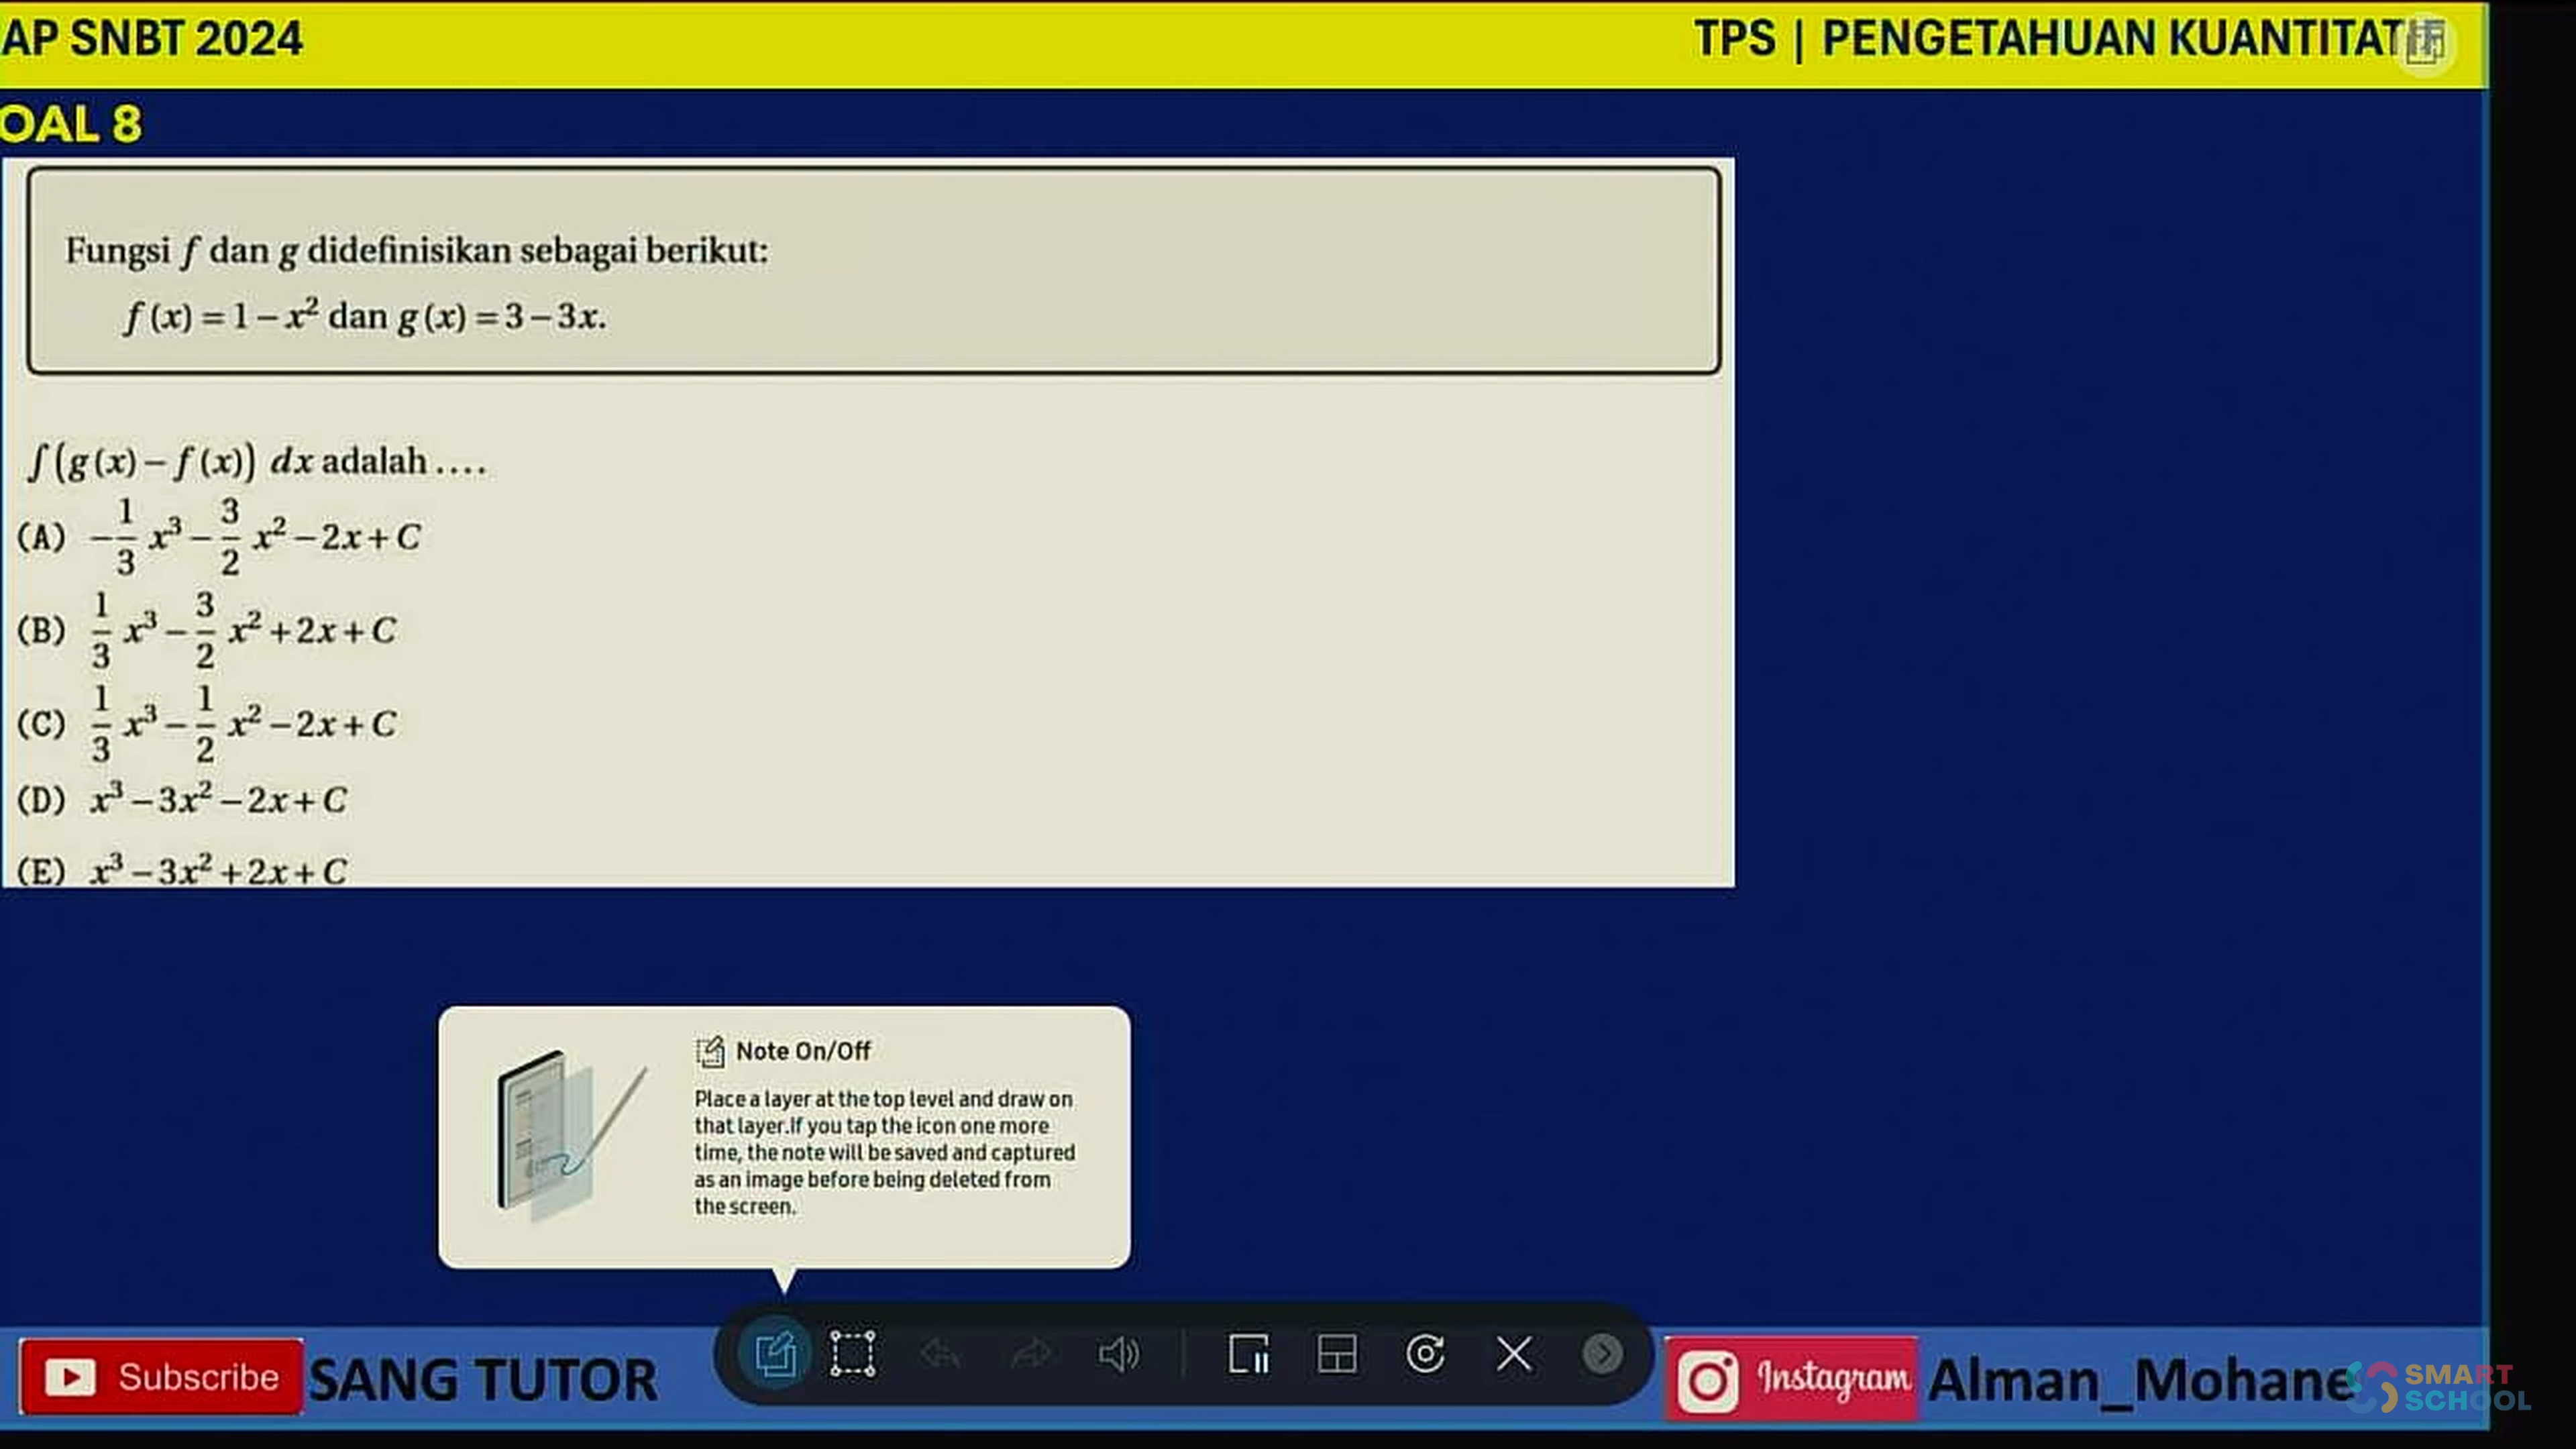 AP SNBT 2024
TPS | PENGETAHUAN KUANTITATIF
OAL 8
Fungsi f dan g didefinisikan sebagai berikut:
f(x) = 1 − x² dan g(x) = 3 − 3x.
∫(g(x) − f(x)) dx adalah ....
(A) −1/3 x³ − 3/2 x² − 2x + C
(B) 1/3 x³ − 3/2 x² + 2x + C
(C) 1/3 x³ − 1/2 x² − 2x + C
(D) x³ − 3x² − 2x + C
(E) x³ − 3x² + 2x + C
Note On/Off
Place a layer at the top level and draw on
that layer.If you tap the icon one more
time, the note will be saved and captured
as an image before being deleted from
the screen.
Subscribe
SANG TUTOR
Instagram
Alman_Mohane
SMART
SCHOOL